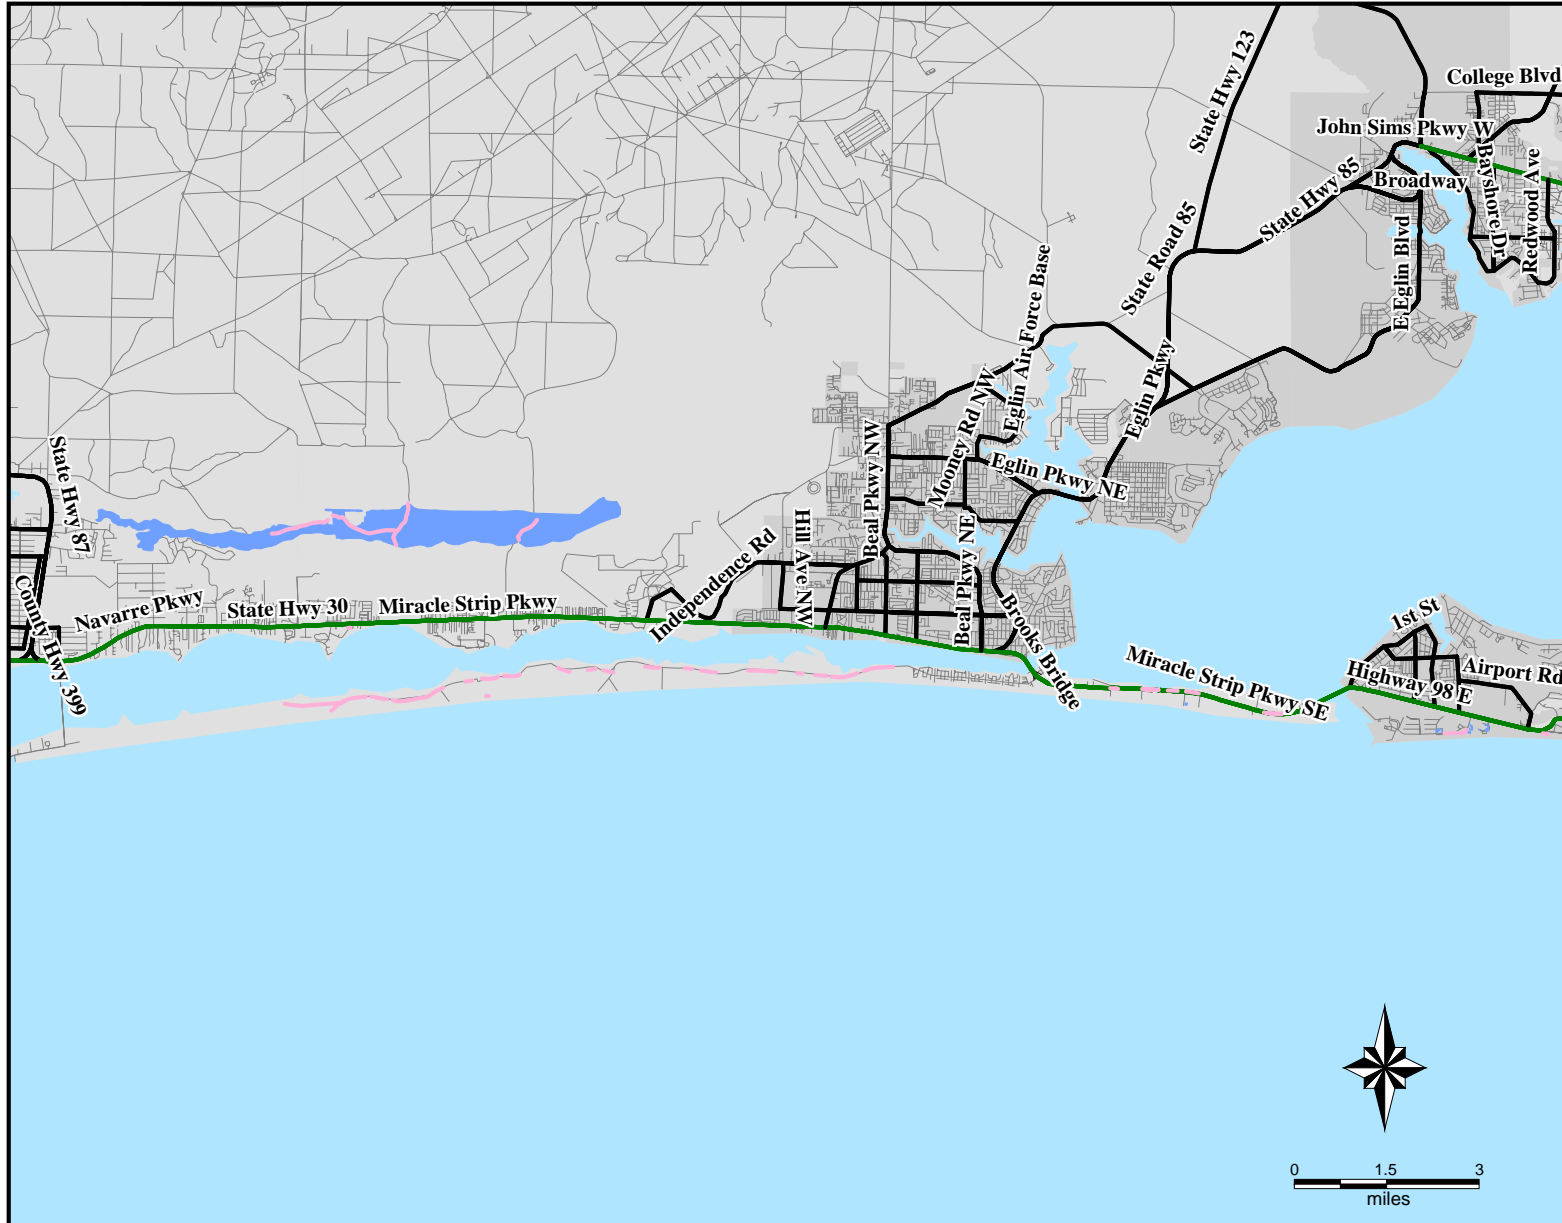 State Hwy 123
College Blvd
John Sims Pkwy W
State Hwy 85
Broadway
Bayshore Dr
Redwood Ave
E Eglin Blvd
State Road 85
Eglin Air Force Base
Eglin Pkwy
Mooney Rd NW
Eglin Pkwy NE
Beal Pkwy NW
State Hwy 87
Hill Ave NW
Independence Rd
Beal Pkwy NE
County Hwy 399
Navarre Pkwy
State Hwy 30
Miracle Strip Pkwy
Brooks Bridge
1st St
Miracle Strip Pkwy SE
Highway 98 E
Airport Rd
0 1.5 3
miles